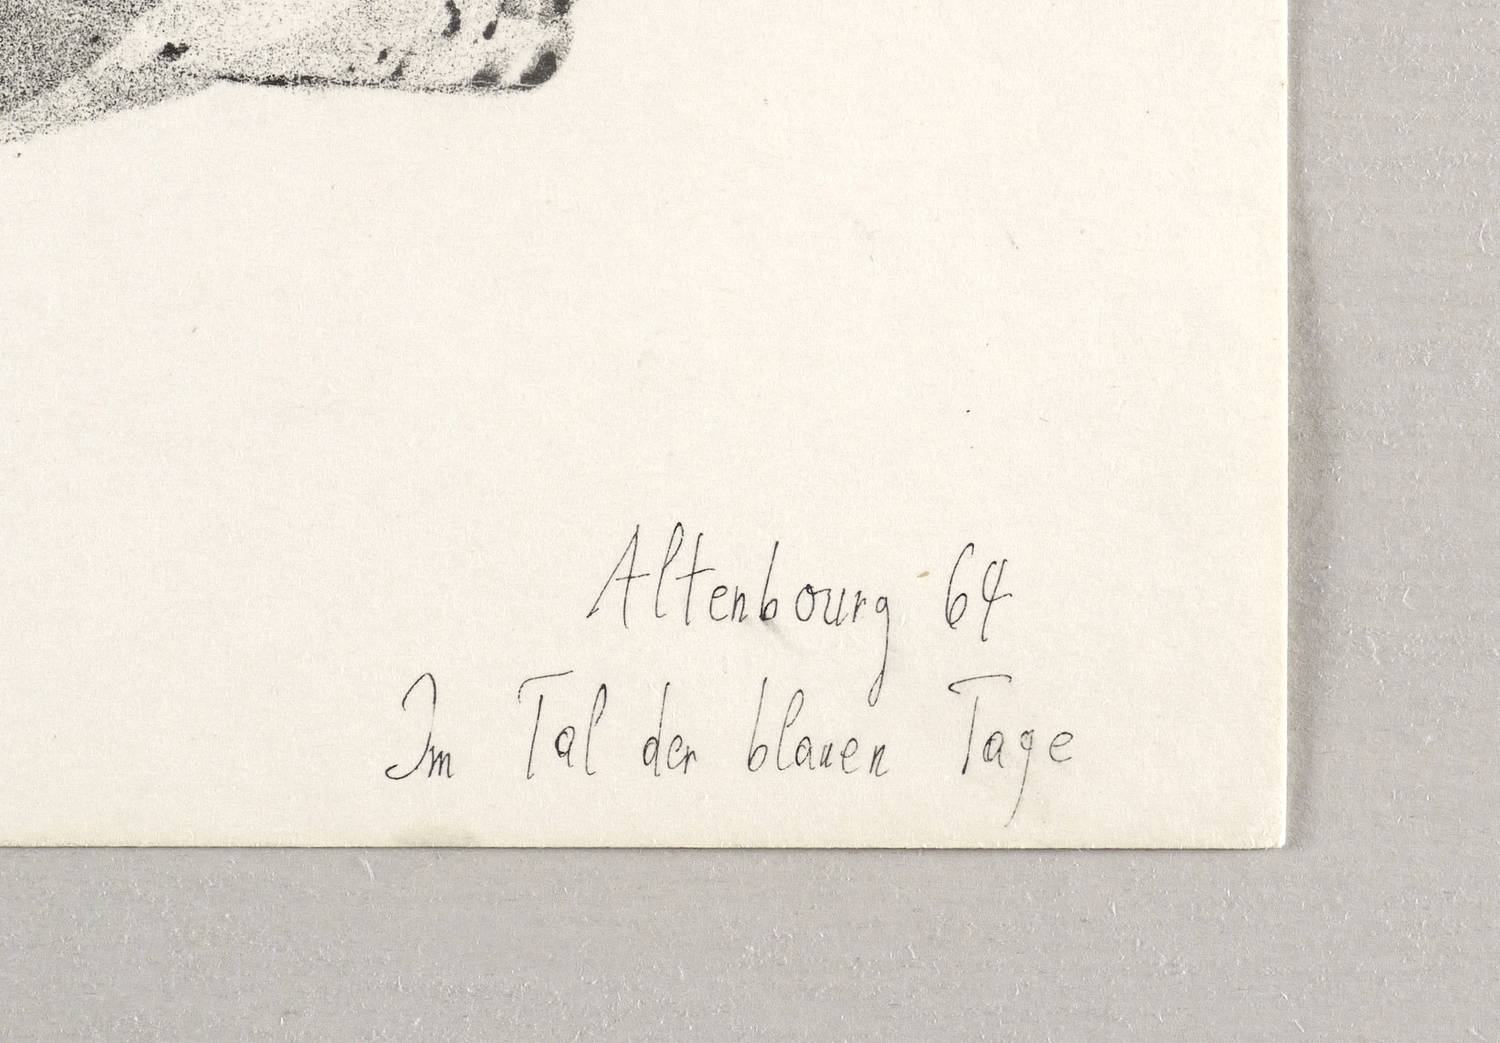 Altenbourg 64
Im Tal der blauen Tage